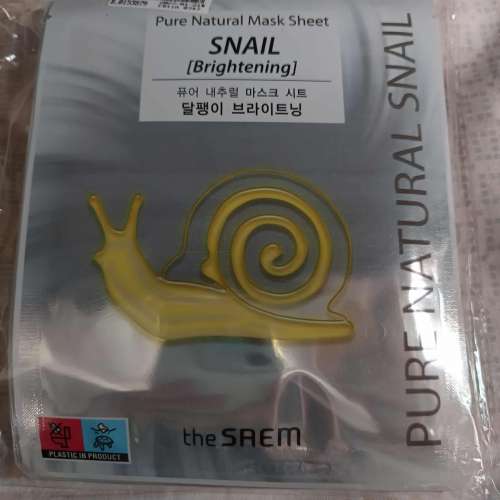 Pure Natural Mask Sheet
SNAIL
[Brightening]
퓨어 내추럴 마스크 시트
달팽이 브라이트닝
PURE NATURAL SNAIL
the SAEM
PLASTIC IN PRODUCT